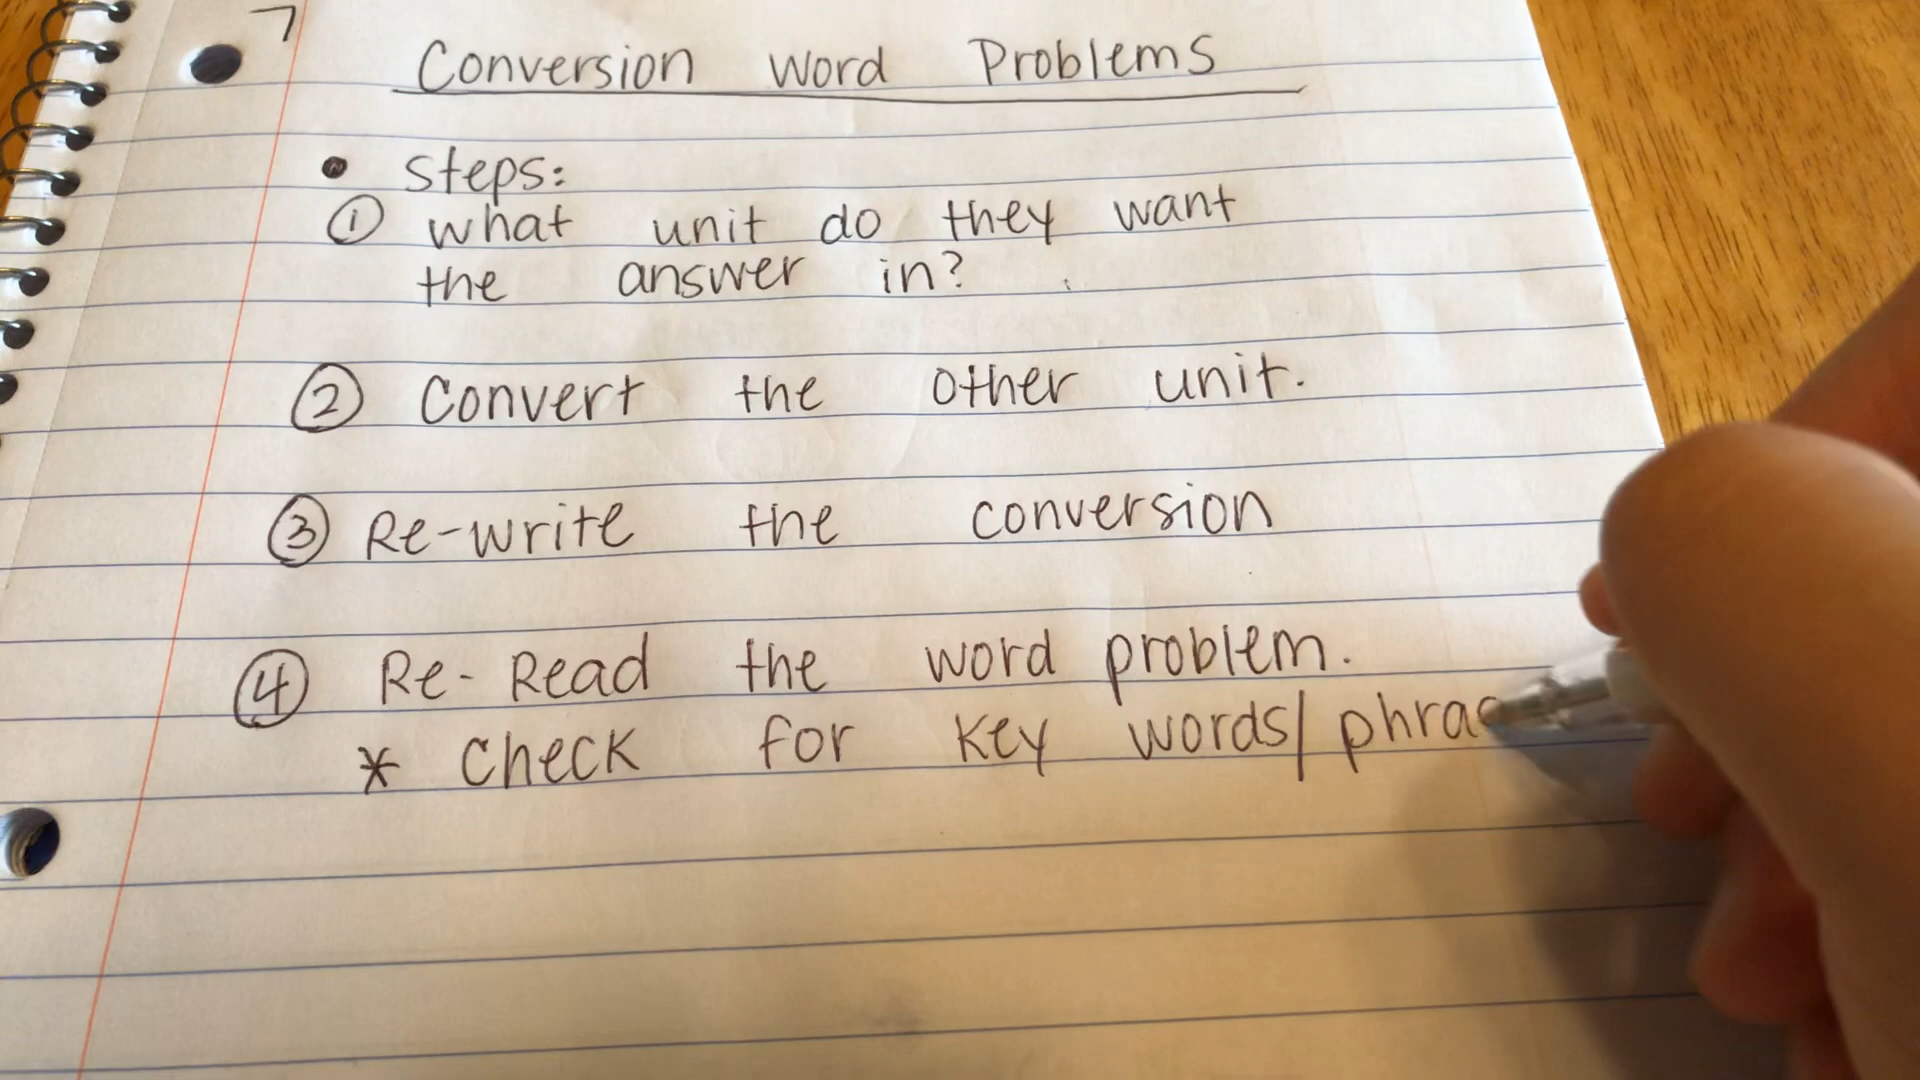 7
Conversion Word Problems
• Steps:
① What unit do they want
the answer in?
② Convert the other unit.
③ Re-write the conversion
④ Re-Read the word problem.
* Check for key words/phras